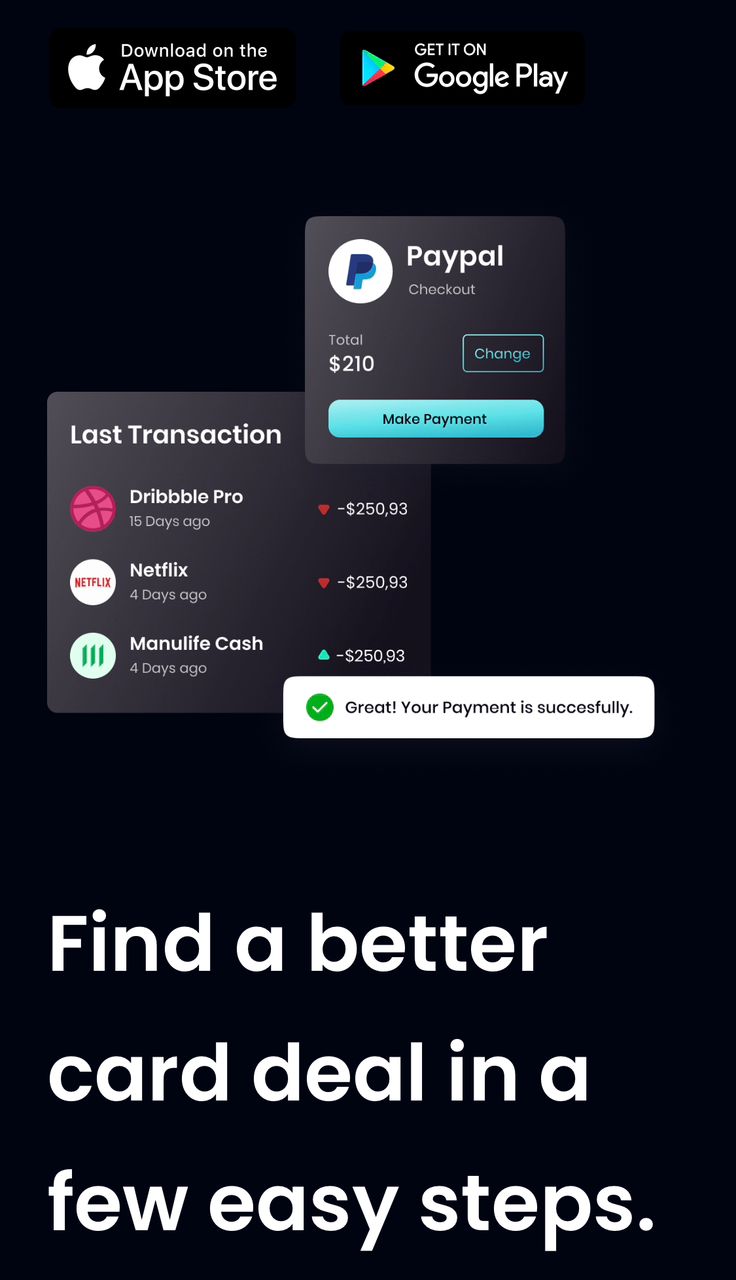 Download on the
App Store
GET IT ON
Google Play
Paypal
Checkout
Total
$210
Change
Make Payment
Last Transaction
Dribbble Pro
15 Days ago
-$250,93
NETFLIX
Netflix
4 Days ago
-$250,93
Manulife Cash
4 Days ago
-$250,93
Great! Your Payment is succesfully.
Find a better
card deal in a
few easy steps.